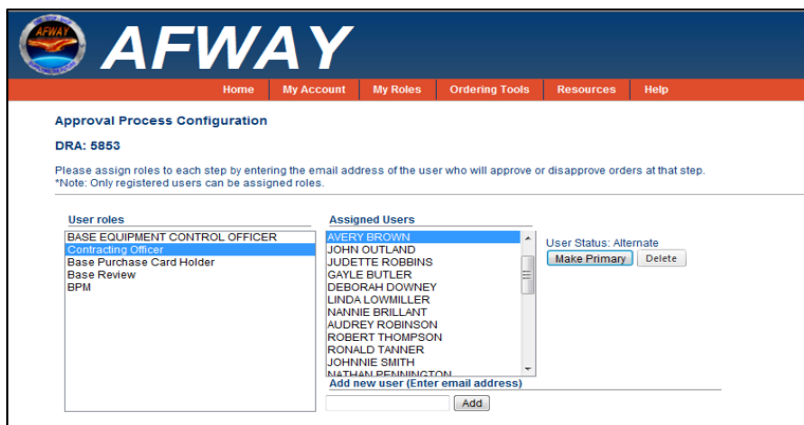 AFWAY
AFWAY
Home My Account My Roles Ordering Tools Resources Help
Approval Process Configuration
DRA: 5853
Please assign roles to each step by entering the email address of the user who will approve or disapprove orders at that step.
*Note: Only registered users can be assigned roles.
User roles
BASE EQUIPMENT CONTROL OFFICER
Contracting Officer
Base Purchase Card Holder
Base Review
BPM
Assigned Users
AVERY BROWN
JOHN OUTLAND
JUDETTE ROBBINS
GAYLE BUTLER
DEBORAH DOWNEY
LINDA LOWMILLER
NANNIE BRILLANT
AUDREY ROBINSON
ROBERT THOMPSON
RONALD TANNER
JOHNNIE SMITH
NATHAN PENNINGTON
User Status: Alternate
Make Primary Delete
Add new user (Enter email address)
Add